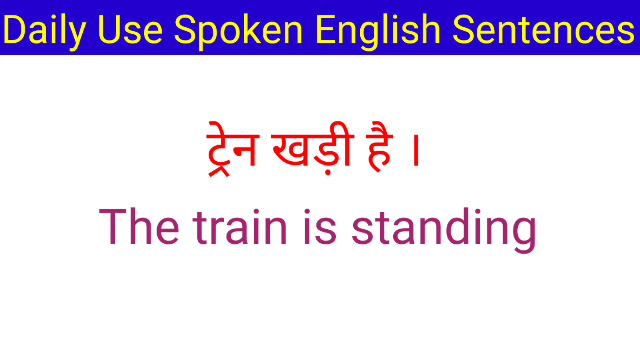 Daily Use Spoken English Sentences
ट्रेन खड़ी है ।
The train is standing